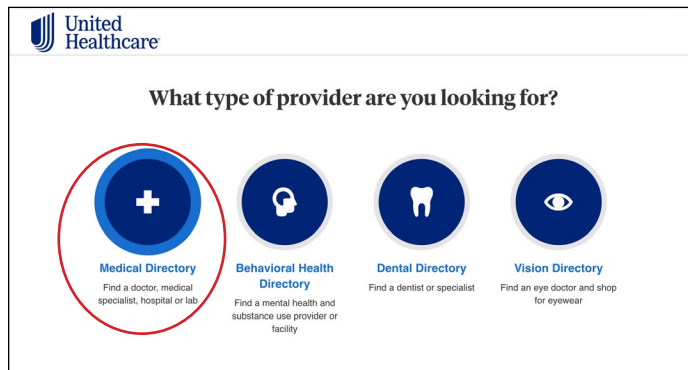 United
Healthcare®
What type of provider are you looking for?
Medical Directory
Find a doctor, medical
specialist, hospital or lab
Behavioral Health
Directory
Find a mental health and
substance use provider or
facility
Dental Directory
Find a dentist or specialist
Vision Directory
Find an eye doctor and shop
for eyewear